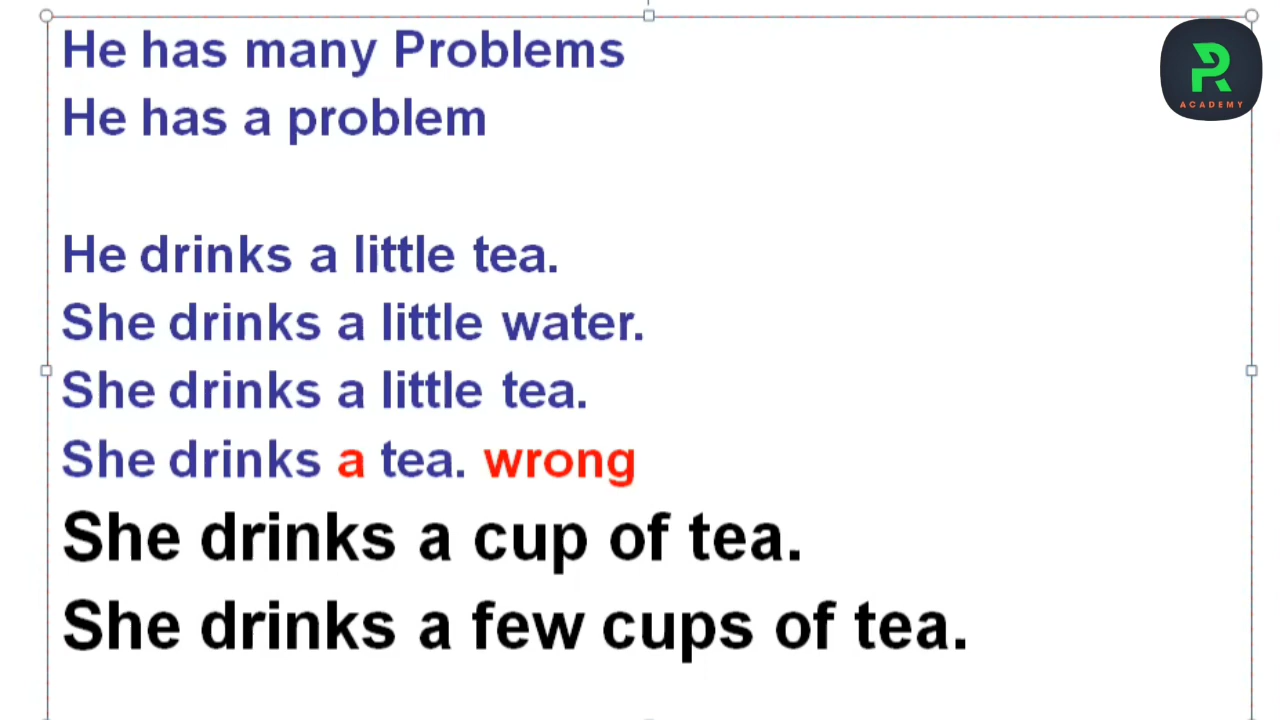 He has many Problems
He has a problem
He drinks a little tea.
She drinks a little water.
She drinks a little tea.
She drinks a tea. wrong
She drinks a cup of tea.
She drinks a few cups of tea.
ACADEMY